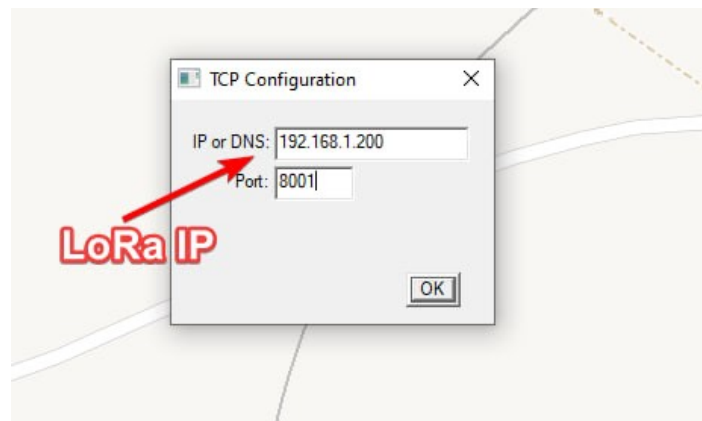 TCP Configuration
IP or DNS: 192.168.1.200
Port: 8001
LoRa IP
OK